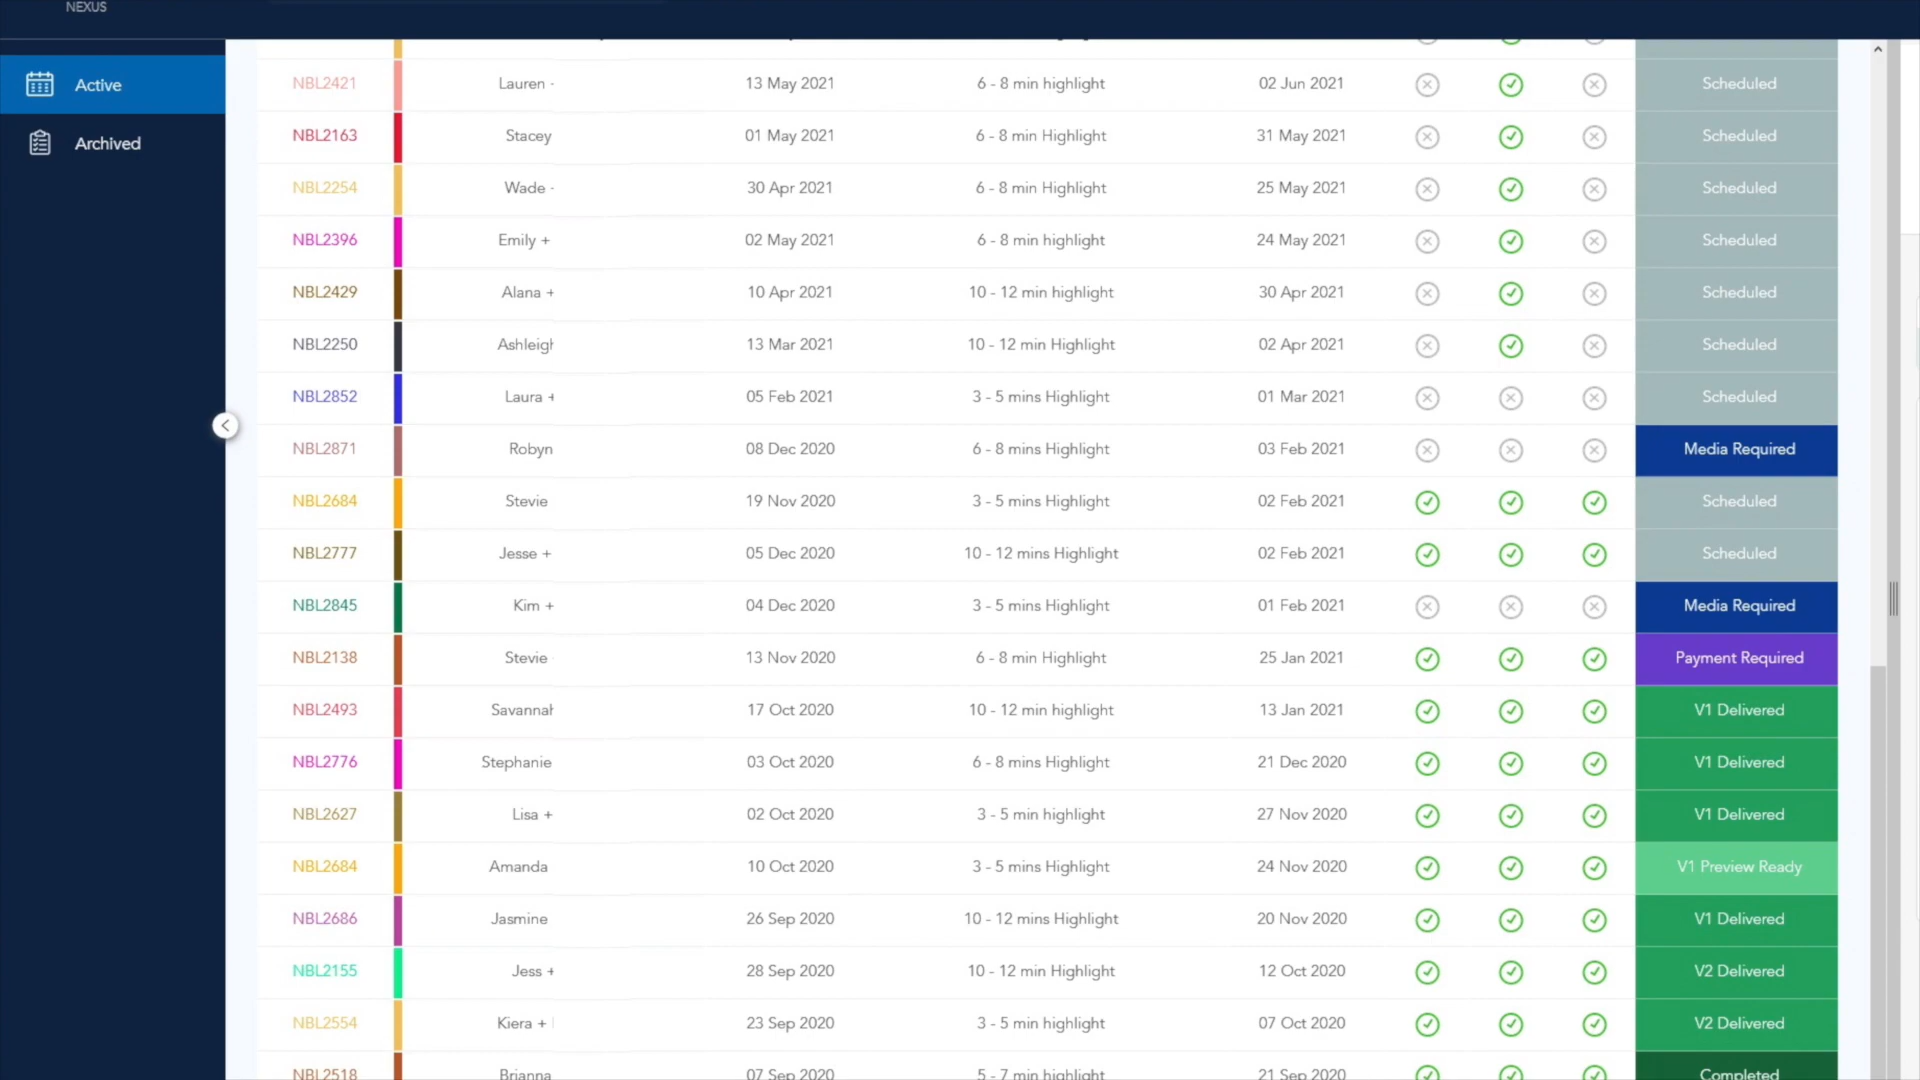 NEXUS
Active
Archived
NBL2421 Lauren - 13 May 2021 6 - 8 min highlight 02 Jun 2021 Scheduled
NBL2163 Stacey 01 May 2021 6 - 8 min Highlight 31 May 2021 Scheduled
NBL2254 Wade - 30 Apr 2021 6 - 8 min Highlight 25 May 2021 Scheduled
NBL2396 Emily + 02 May 2021 6 - 8 min highlight 24 May 2021 Scheduled
NBL2429 Alana + 10 Apr 2021 10 - 12 min highlight 30 Apr 2021 Scheduled
NBL2250 Ashleigh 13 Mar 2021 10 - 12 min Highlight 02 Apr 2021 Scheduled
NBL2852 Laura + 05 Feb 2021 3 - 5 mins Highlight 01 Mar 2021 Scheduled
NBL2871 Robyn 08 Dec 2020 6 - 8 mins Highlight 03 Feb 2021 Media Required
NBL2684 Stevie 19 Nov 2020 3 - 5 mins Highlight 02 Feb 2021 Scheduled
NBL2777 Jesse + 05 Dec 2020 10 - 12 mins Highlight 02 Feb 2021 Scheduled
NBL2845 Kim + 04 Dec 2020 3 - 5 mins Highlight 01 Feb 2021 Media Required
NBL2138 Stevie 13 Nov 2020 6 - 8 min Highlight 25 Jan 2021 Payment Required
NBL2493 Savannah 17 Oct 2020 10 - 12 min highlight 13 Jan 2021 V1 Delivered
NBL2776 Stephanie 03 Oct 2020 6 - 8 mins Highlight 21 Dec 2020 V1 Delivered
NBL2627 Lisa + 02 Oct 2020 3 - 5 min highlight 27 Nov 2020 V1 Delivered
NBL2684 Amanda 10 Oct 2020 3 - 5 mins Highlight 24 Nov 2020 V1 Preview Ready
NBL2686 Jasmine 26 Sep 2020 10 - 12 mins Highlight 20 Nov 2020 V1 Delivered
NBL2155 Jess + 28 Sep 2020 10 - 12 min Highlight 12 Oct 2020 V2 Delivered
NBL2554 Kiera + 23 Sep 2020 3 - 5 min highlight 07 Oct 2020 V2 Delivered
NBL2518 Brianna 07 Sep 2020 5 - 7 min highlight 21 Sep 2020 Completed